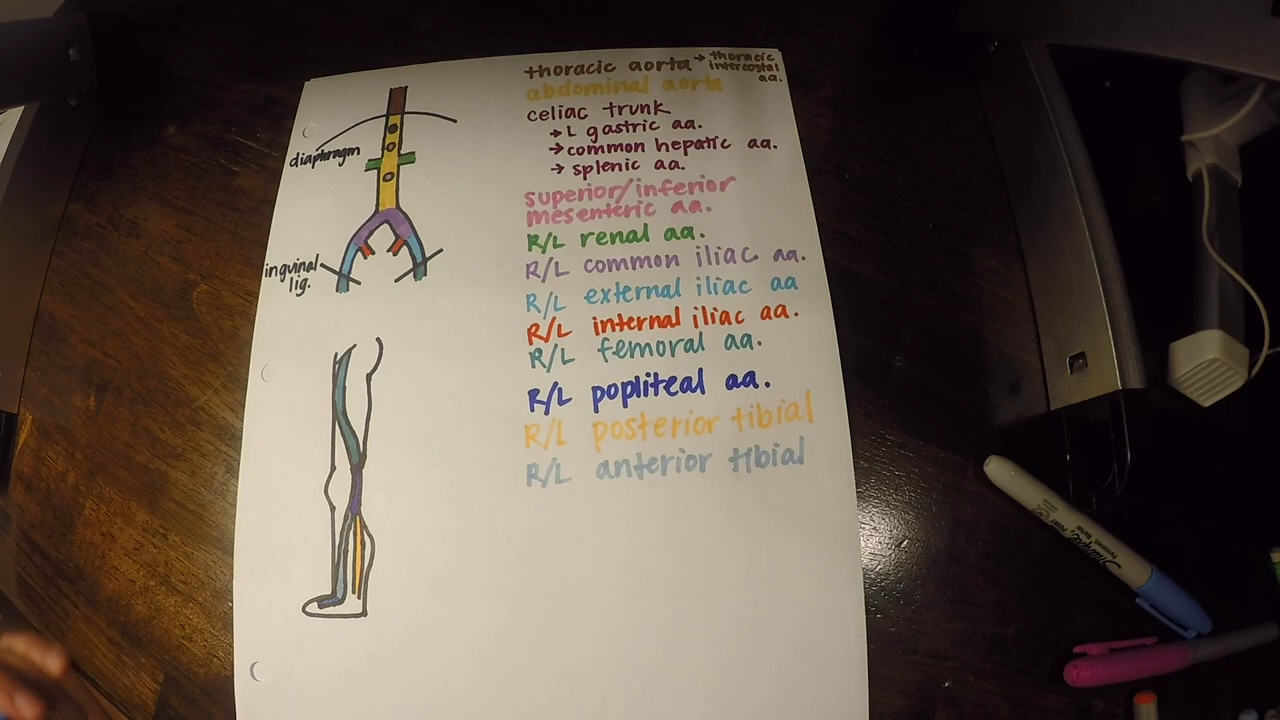 thoracic aorta → thoracic
intercostal
aa.
abdominal aorta
celiac trunk
→ L gastric aa.
→ common hepatic aa.
→ splenic aa.
superior/inferior
mesenteric aa.
R/L renal aa.
R/L common iliac aa.
R/L external iliac aa
R/L internal iliac aa.
R/L femoral aa.
R/L popliteal aa.
R/L posterior tibial
R/L anterior tibial
diaphragm
inguinal
lig.
Sharpie